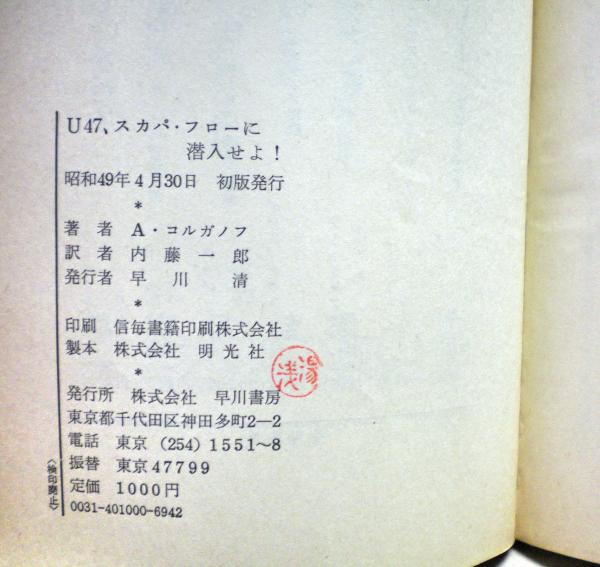 U47、スカパ・フローに
潜入せよ！
昭和49年4月30日 初版発行
*
著者 A・コルガノフ
訳者 内藤一郎
発行者 早川 清
*
印刷 信毎書籍印刷株式会社
製本 株式会社 明光社
*
発行所 株式会社 早川書房
東京都千代田区神田多町2―2
電話 東京 (254) 1551～8
振替 東京47799
定価 1000円
0031-401000-6942
〈検印廃止〉
湯浅